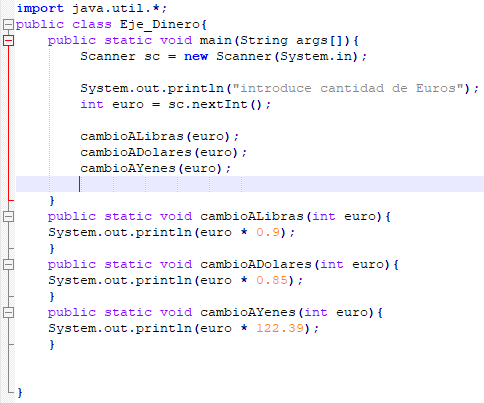 import java.util.*;
public class Eje_Dinero{
public static void main(String args[]){
Scanner sc = new Scanner(System.in);
System.out.println("introduce cantidad de Euros");
int euro = sc.nextInt();
cambioALibras(euro);
cambioADolares(euro);
cambioAYenes(euro);
}
public static void cambioALibras(int euro){
System.out.println(euro * 0.9);
}
public static void cambioADolares(int euro){
System.out.println(euro * 0.85);
}
public static void cambioAYenes(int euro){
System.out.println(euro * 122.39);
}
}